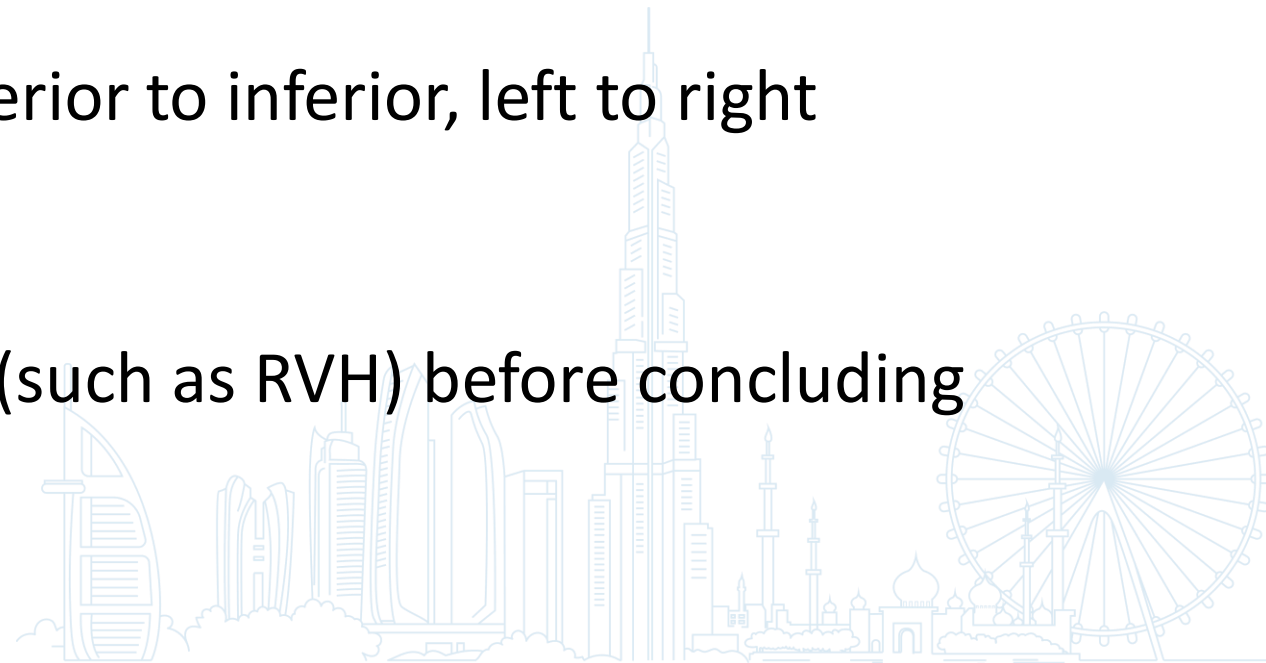 erior to inferior, left to right
(such as RVH) before concluding